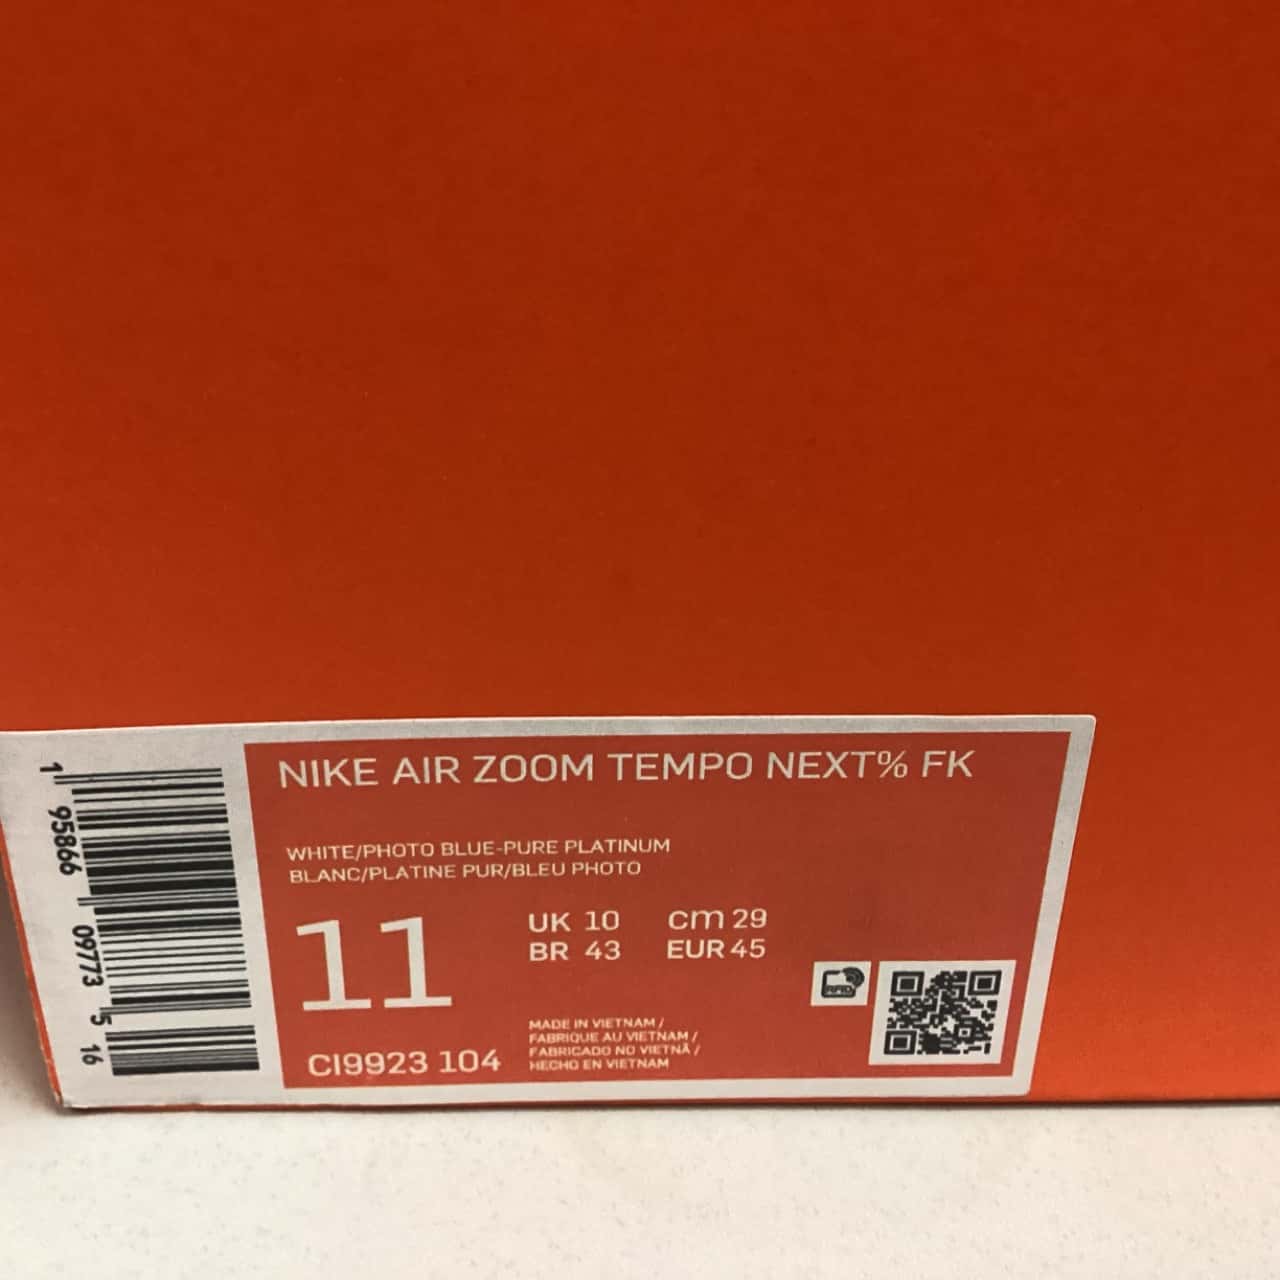 NIKE AIR ZOOM TEMPO NEXT% FK
WHITE/PHOTO BLUE-PURE PLATINUM
BLANC/PLATINE PUR/BLEU PHOTO
11
UK 10 cm 29
BR 43 EUR 45
CI9923 104
MADE IN VIETNAM /
FABRIQUE AU VIETNAM /
FABRICADO NO VIETNÃ /
HECHO EN VIETNAM
RFID
1 95866 09773 5 16